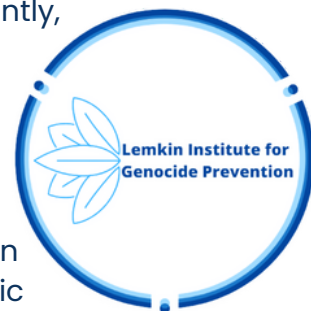 ntly,
Lemkin Institute for
Genocide Prevention
n
ic